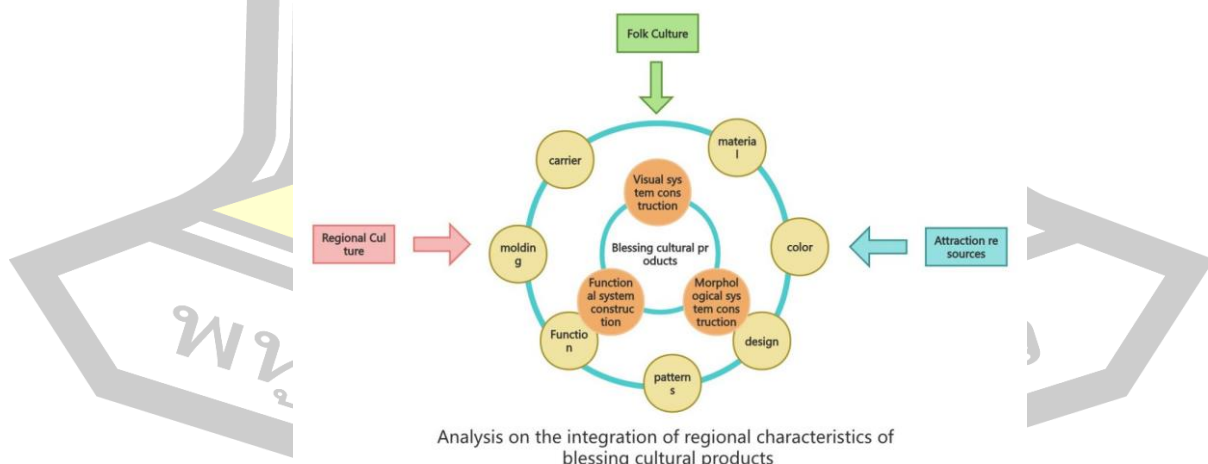 Folk Culture
materia
l
carrier
Visual sys
tem cons
truction
Regional Cul
ture
moldin
g
Blessing cultural pr
oducts
color
Attraction re
sources
Function
al system
construc
tion
Morphol
ogical sys
tem cons
truction
Functio
n
design
pattern
s
Analysis on the integration of regional characteristics of
blessing cultural products